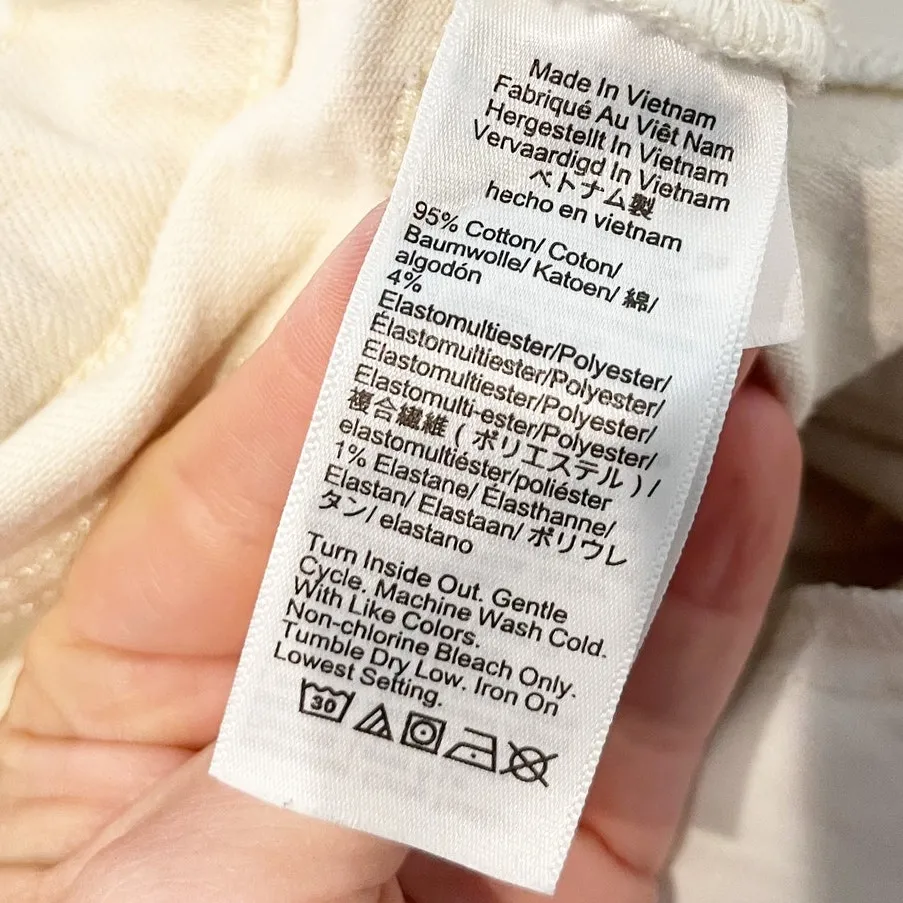 Made In Vietnam
Fabriqué Au Việt Nam
Hergestellt In Vietnam
Vervaardigd In Vietnam
ベトナム製
hecho en vietnam
95% Cotton/ Coton/
Baumwolle/ Katoen/ 綿/
algodón
4%
Elastomultiester/Polyester/
Élastomultiester/Polyester/
Elastomultiester/Polyester/
Elastomulti-ester/Polyester/
複合繊維 ( ポリエステル ) /
elastomultiéster/poliéster
1% Elastane/ Élasthanne/
Elastan/ Elastaan/ ポリウレ
タン/ elastano
Turn Inside Out. Gentle
Cycle. Machine Wash Cold.
With Like Colors.
Non-chlorine Bleach Only.
Tumble Dry Low. Iron On
Lowest Setting.
30